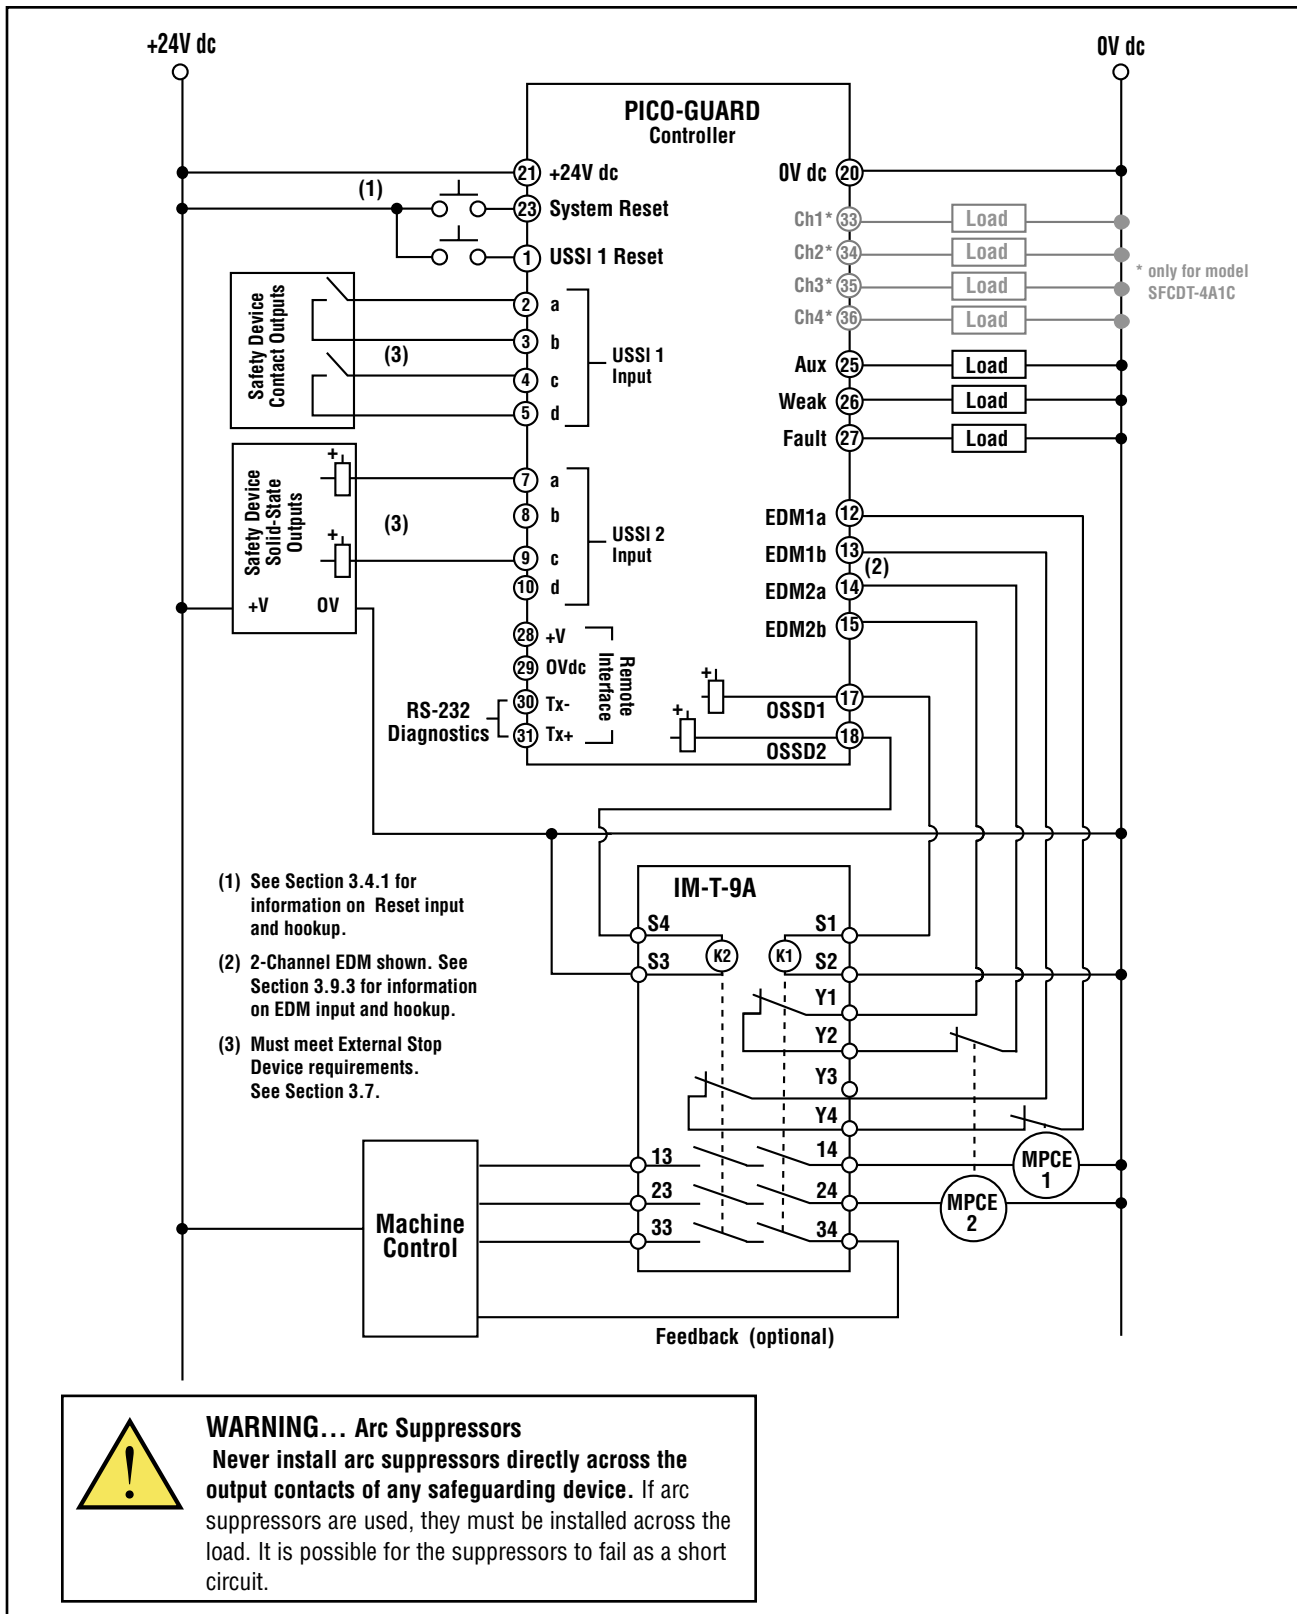 +24V dc
0V dc
PICO-GUARD
Controller
21 +24V dc
0V dc 20
(1)
23 System Reset
1 USSI 1 Reset
Ch1* 33 Load
Ch2* 34 Load
Ch3* 35 Load
Ch4* 36 Load
* only for model
SFCDT-4A1C
Safety Device
Contact Outputs
(3)
2 a
3 b
4 c
5 d
USSI 1
Input
Aux 25 Load
Weak 26 Load
Fault 27 Load
Safety Device
Solid-State
Outputs
+
+
+V 0V
(3)
7 a
8 b
9 c
10 d
USSI 2
Input
EDM1a 12
EDM1b 13
(2)
EDM2a 14
EDM2b 15
28 +V
29 0Vdc
30 Tx-
31 Tx+
Remote
Interface
RS-232
Diagnostics
+
OSSD1 17
+
OSSD2 18
(1) See Section 3.4.1 for
information on Reset input
and hookup.
(2) 2-Channel EDM shown. See
Section 3.9.3 for information
on EDM input and hookup.
(3) Must meet External Stop
Device requirements.
See Section 3.7.
IM-T-9A
S4 S1
K2 K1
S3 S2
Y1
Y2
Y3
Y4
13 14
23 24
33 34
MPCE
1
MPCE
2
Machine
Control
Feedback (optional)
WARNING... Arc Suppressors
Never install arc suppressors directly across the
output contacts of any safeguarding device. If arc
suppressors are used, they must be installed across the
load. It is possible for the suppressors to fail as a short
circuit.
!